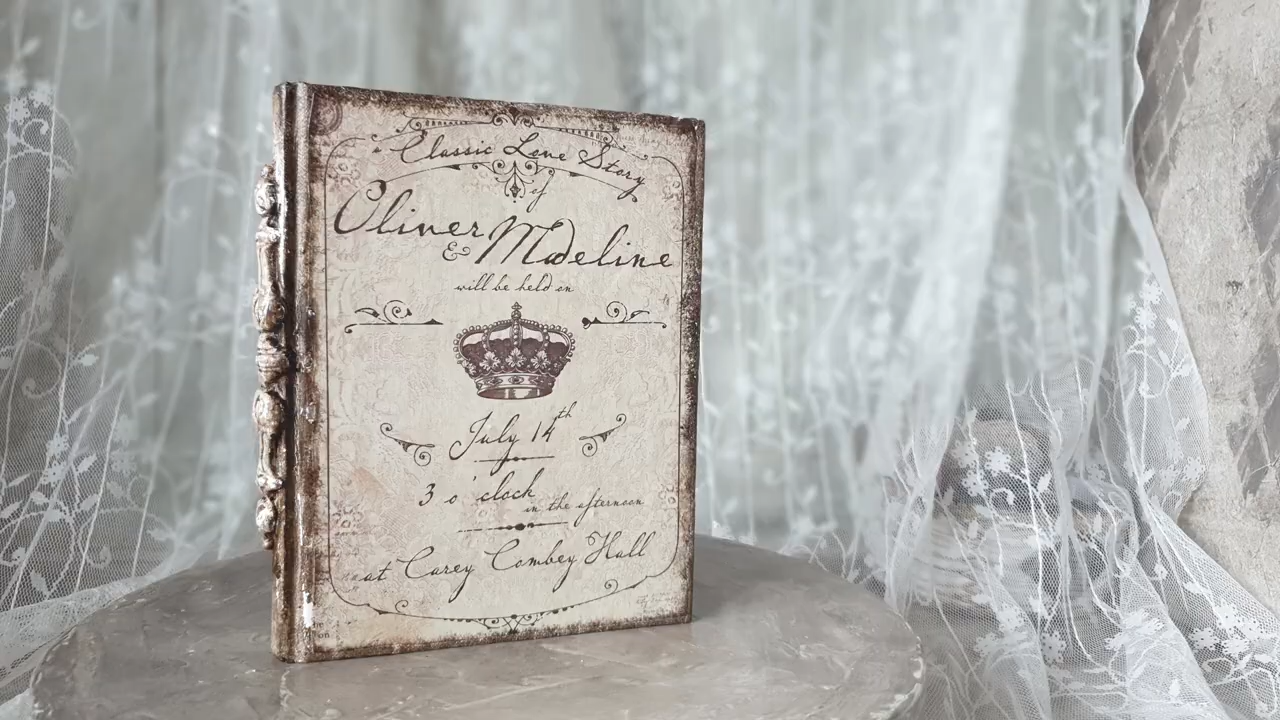 Classic Love Story
of
Oliver
& Madeline
will be held on
July 14th
3 o'clock
in the afternoon
at Carey Combey Hall